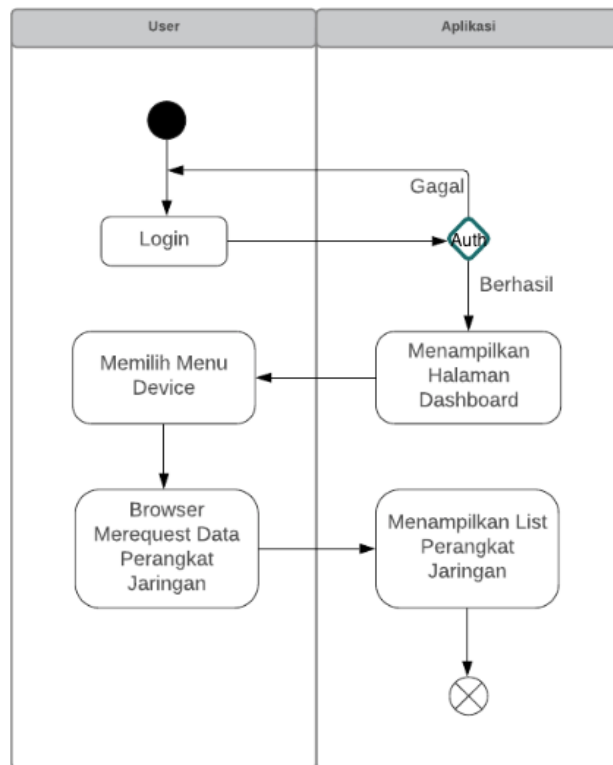 User
Aplikasi
Gagal
Login
Auth
Berhasil
Memilih Menu
Device
Menampilkan
Halaman
Dashboard
Browser
Merequest Data
Perangkat
Jaringan
Menampilkan List
Perangkat
Jaringan